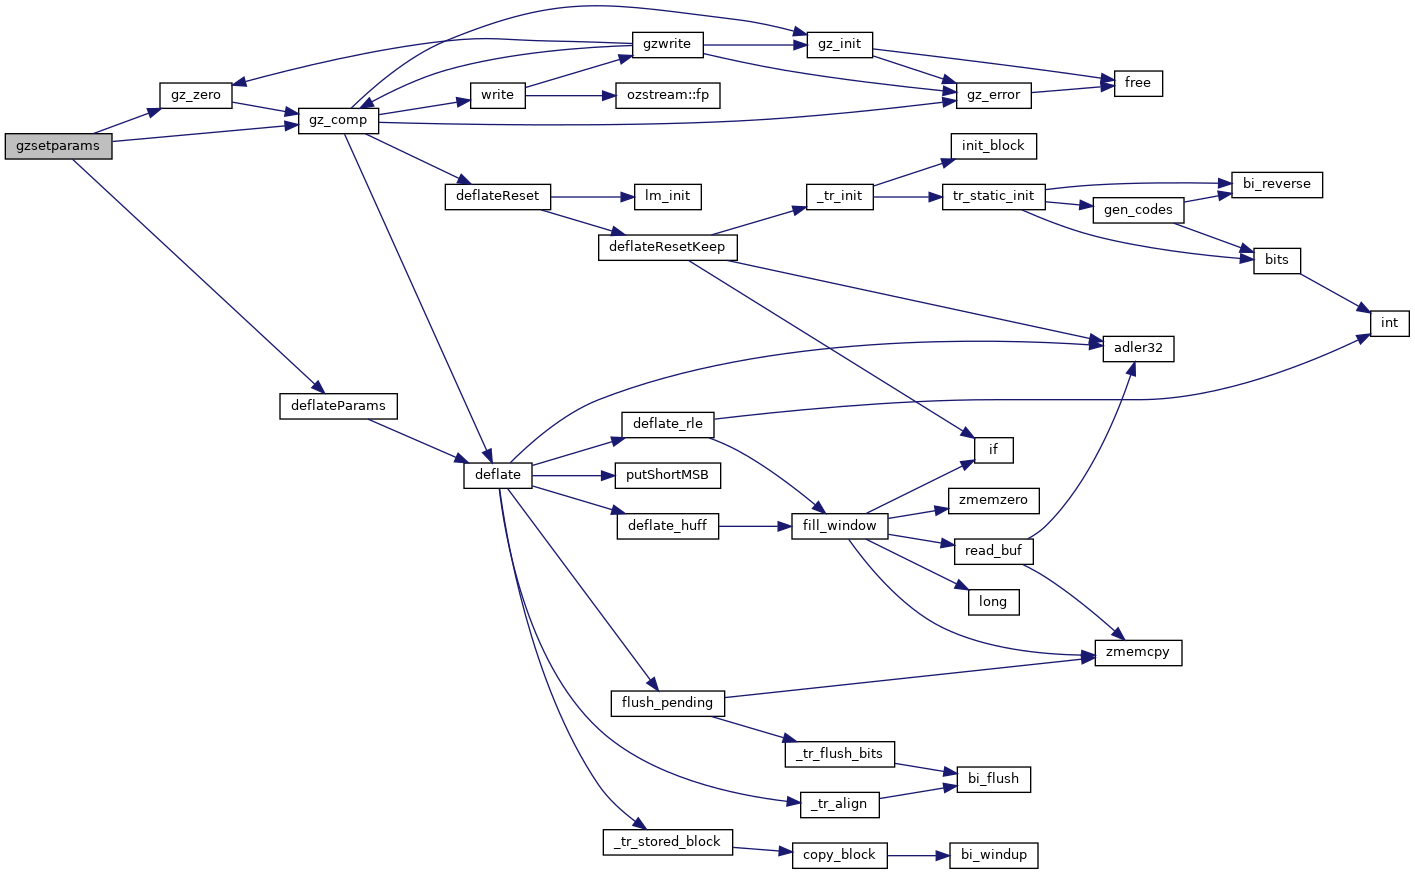 gzsetparams
gz_zero
gz_comp
deflateParams
write
deflateReset
deflate
gzwrite
ozstream::fp
lm_init
deflateResetKeep
deflate_rle
putShortMSB
deflate_huff
flush_pending
_tr_stored_block
gz_init
_tr_init
fill_window
_tr_flush_bits
_tr_align
copy_block
gz_error
init_block
tr_static_init
if
zmemzero
read_buf
long
bi_flush
bi_windup
free
gen_codes
adler32
zmemcpy
bi_reverse
bits
int